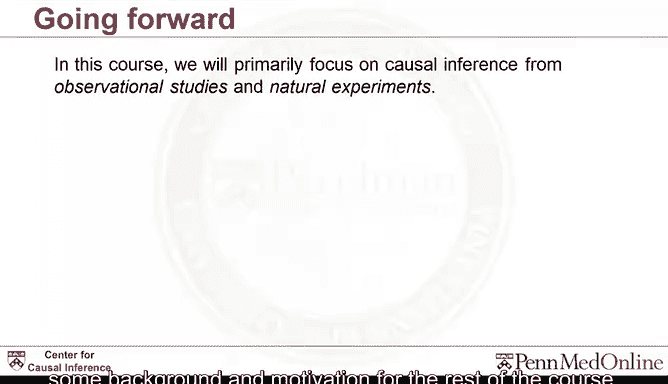 Going forward
In this course, we will primarily focus on causal inference from
observational studies and natural experiments.
Center for
Causal Inference
PennMedOnline
some background and motivation for the rest of the course